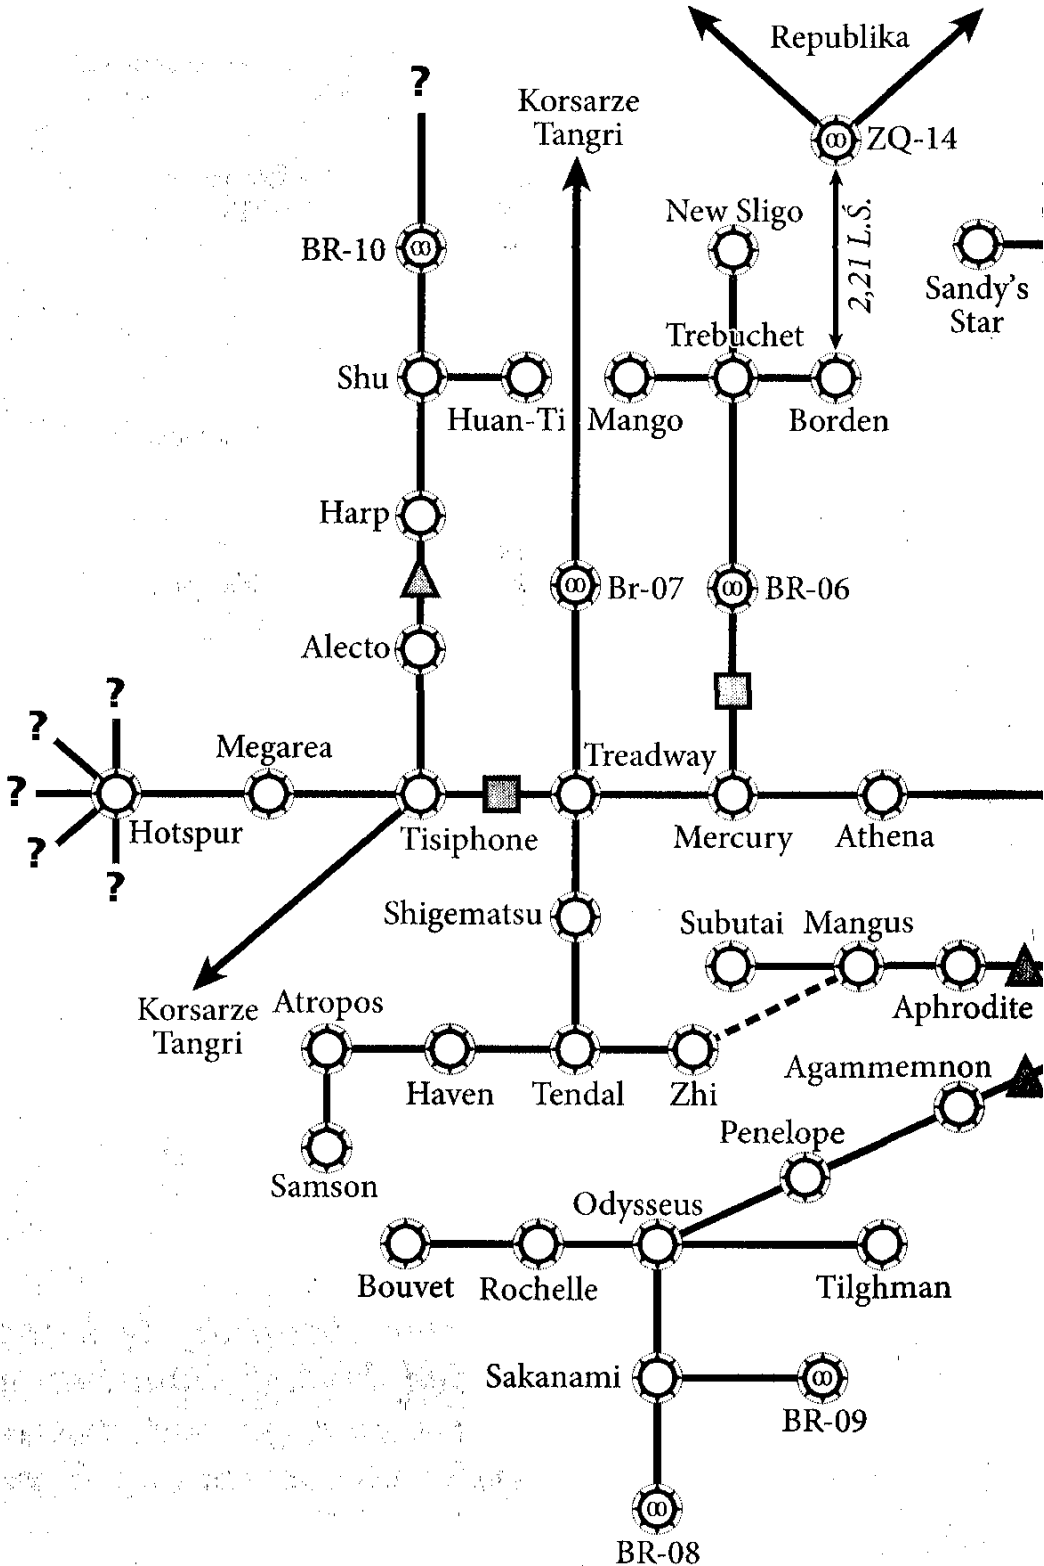 Republika
?
Korsarze
Tangri
∞ ZQ-14
New Sligo
2,21 L.Ś.
BR-10 ∞
Sandy's
Star
Trebuchet
Shu
Huan-Ti
Mango
Borden
Harp
∞ Br-07
∞ BR-06
Alecto
?
?
?
?
?
Megarea
Treadway
Hotspur
Tisiphone
Mercury
Athena
Shigematsu
Subutai
Mangus
Korsarze
Tangri
Atropos
Aphrodite
Haven
Tendal
Zhi
Agammemnon
Penelope
Samson
Odysseus
Bouvet
Rochelle
Tilghman
Sakanami
∞
BR-09
∞
BR-08